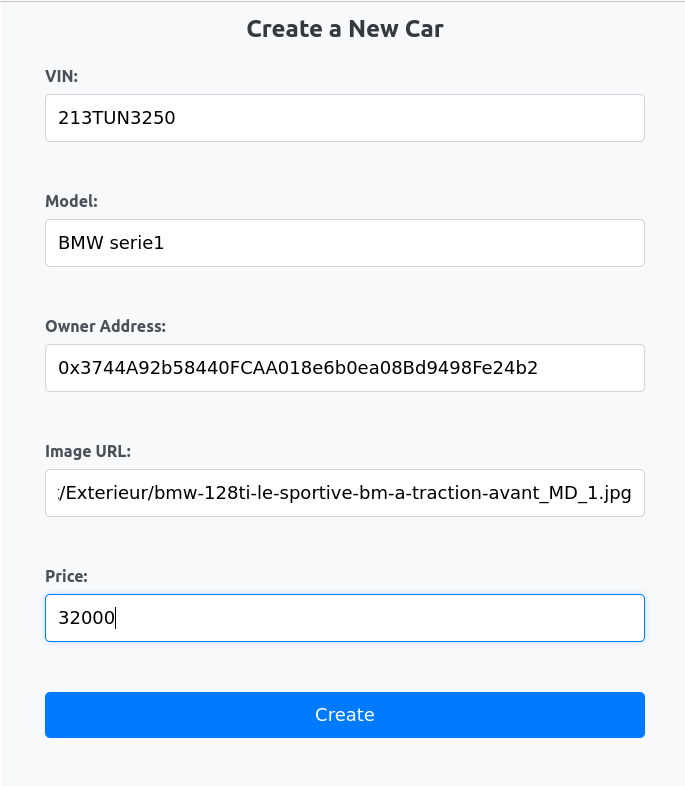 Create a New Car
VIN:
213TUN3250
Model:
BMW serie1
Owner Address:
0x3744A92b58440FCAA018e6b0ea08Bd9498Fe24b2
Image URL:
/Exterieur/bmw-128ti-le-sportive-bm-a-traction-avant_MD_1.jpg
Price:
32000
Create